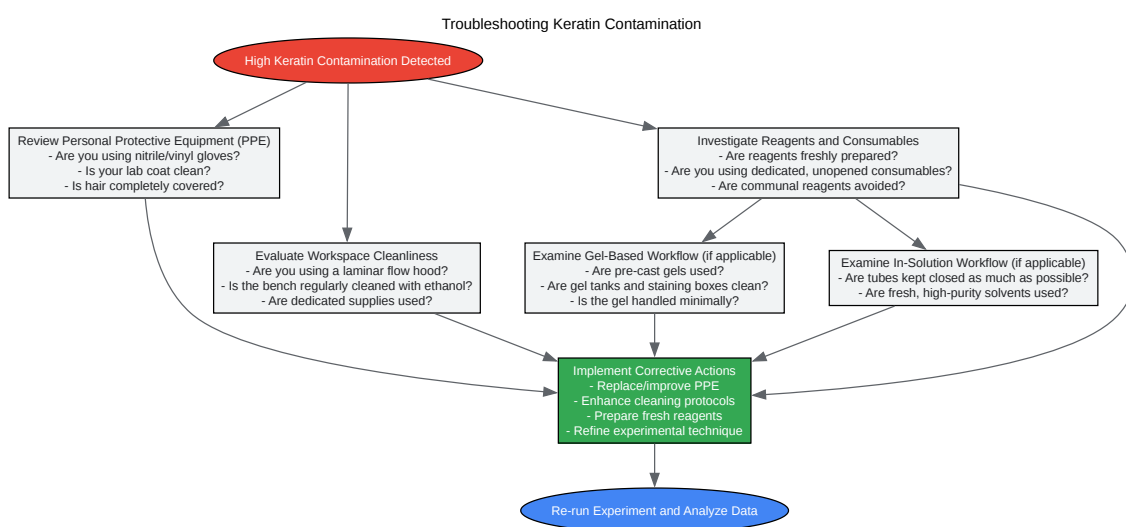 Troubleshooting Keratin Contamination
High Keratin Contamination Detected
Review Personal Protective Equipment (PPE)
- Are you using nitrile/vinyl gloves?
- Is your lab coat clean?
- Is hair completely covered?
Investigate Reagents and Consumables
- Are reagents freshly prepared?
- Are you using dedicated, unopened consumables?
- Are communal reagents avoided?
Evaluate Workspace Cleanliness
- Are you using a laminar flow hood?
- Is the bench regularly cleaned with ethanol?
- Are dedicated supplies used?
Examine Gel-Based Workflow (if applicable)
- Are pre-cast gels used?
- Are gel tanks and staining boxes clean?
- Is the gel handled minimally?
Examine In-Solution Workflow (if applicable)
- Are tubes kept closed as much as possible?
- Are fresh, high-purity solvents used?
Implement Corrective Actions
- Replace/improve PPE
- Enhance cleaning protocols
- Prepare fresh reagents
- Refine experimental technique
Re-run Experiment and Analyze Data